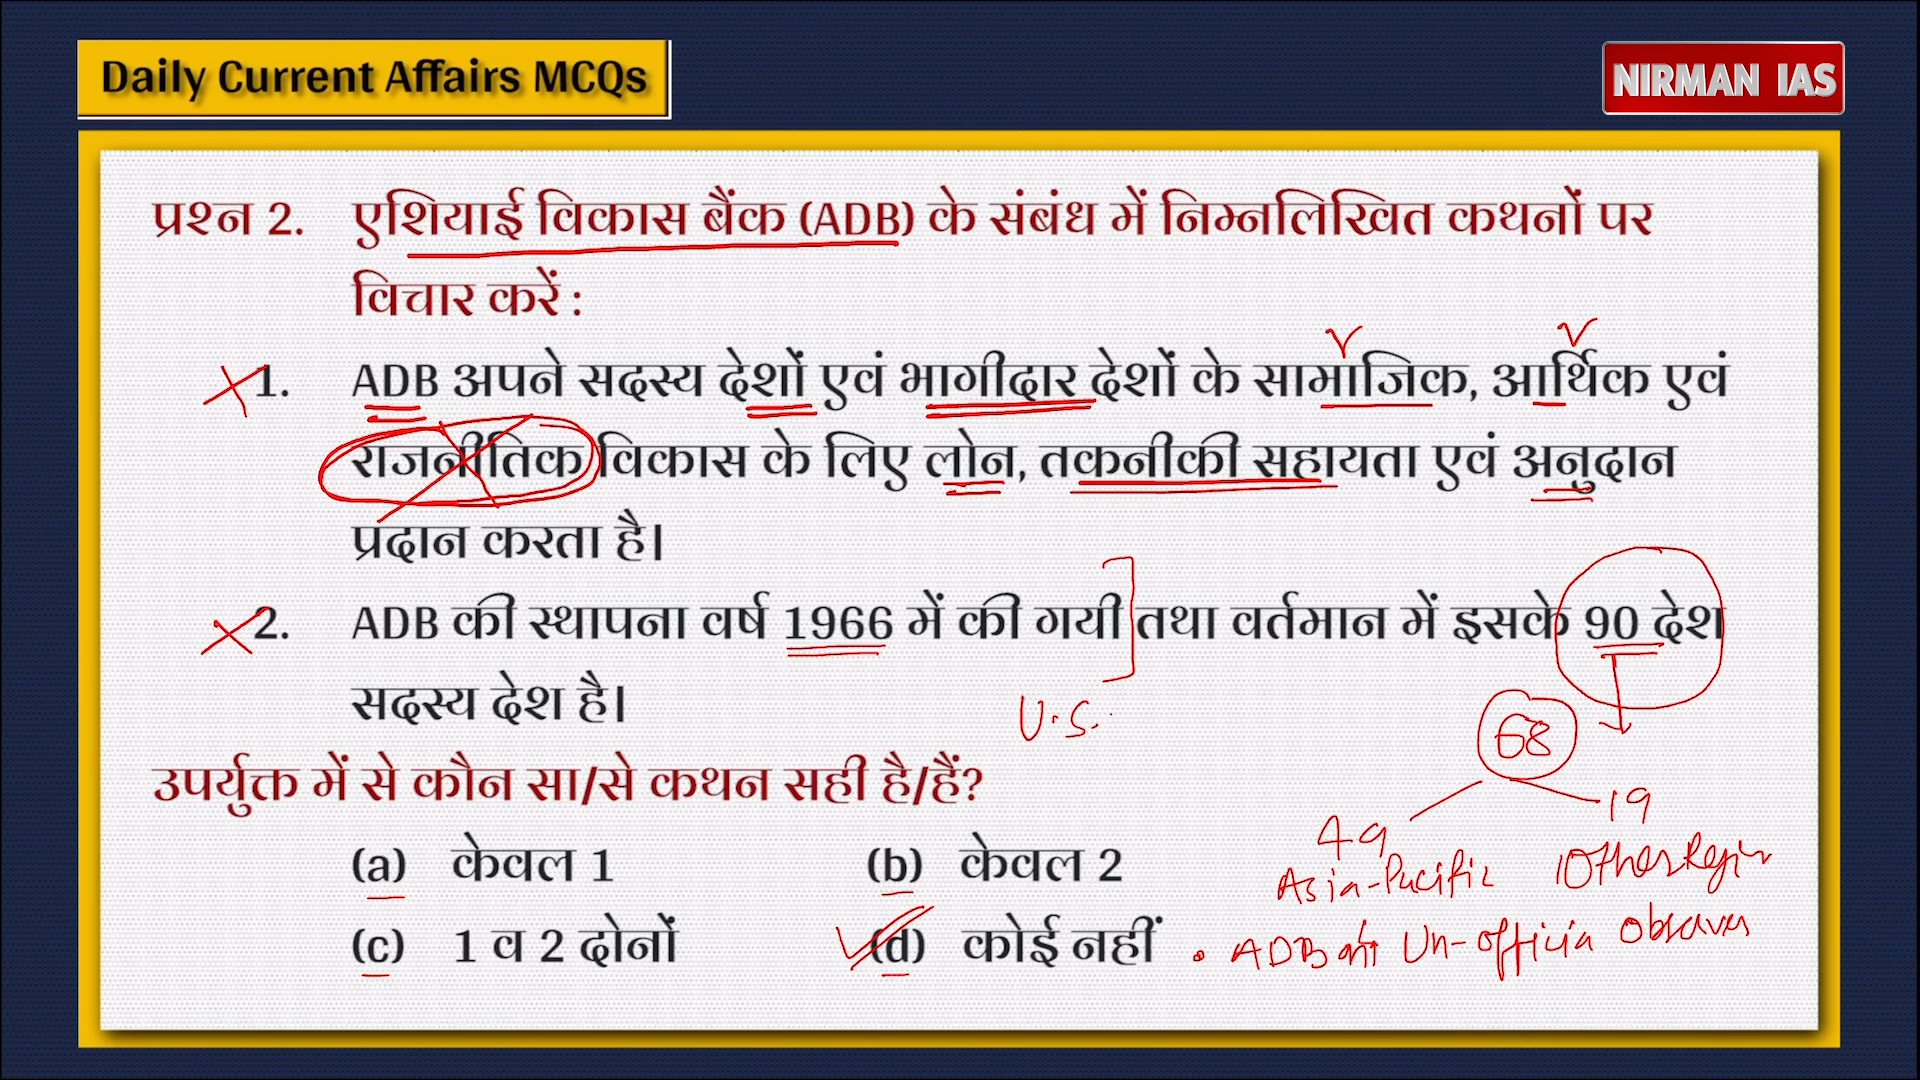 Daily Current Affairs MCQs
NIRMAN IAS
प्रश्न 2. एशियाई विकास बैंक (ADB) के संबंध में निम्नलिखित कथनों पर
विचार करें :
1. ADB अपने सदस्य देशों एवं भागीदार देशों के सामाजिक, आर्थिक एवं
राजनीतिक विकास के लिए लोन, तकनीकी सहायता एवं अनुदान
प्रदान करता है।
2. ADB की स्थापना वर्ष 1966 में की गयी तथा वर्तमान में इसके 90 देश
सदस्य देश है।
U.S.
68
उपर्युक्त में से कौन सा/से कथन सही है/हैं?
49
19
Asia-Pacific
(a) केवल 1
(b) केवल 2
(c) 1 व 2 दोनों
(d) कोई नहीं
ADB का Un-official Observer